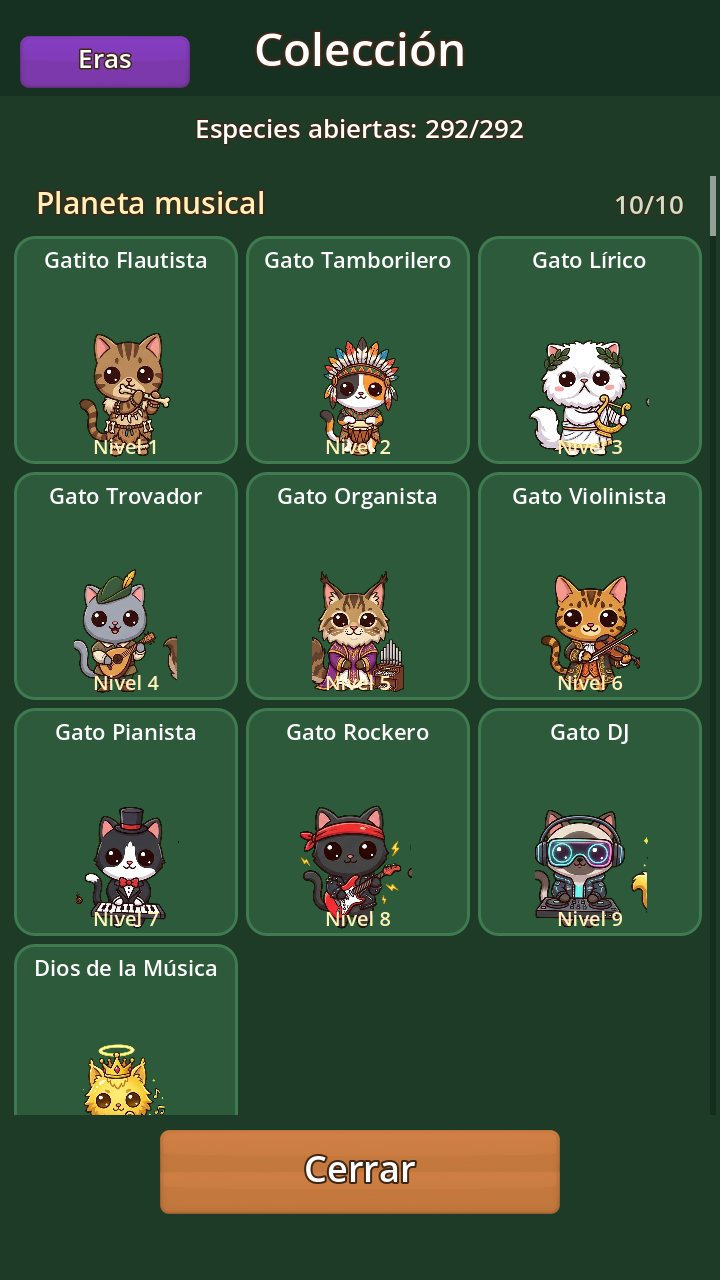 Eras
Colección
Especies abiertas: 292/292
Planeta musical
10/10
Gatito Flautista
Gato Tamborilero
Gato Lírico
Nivel 1
Nivel 2
Nivel 3
Gato Trovador
Gato Organista
Gato Violinista
Nivel 4
Nivel 5
Nivel 6
Gato Pianista
Gato Rockero
Gato DJ
Nivel 7
Nivel 8
Nivel 9
Dios de la Música
Cerrar